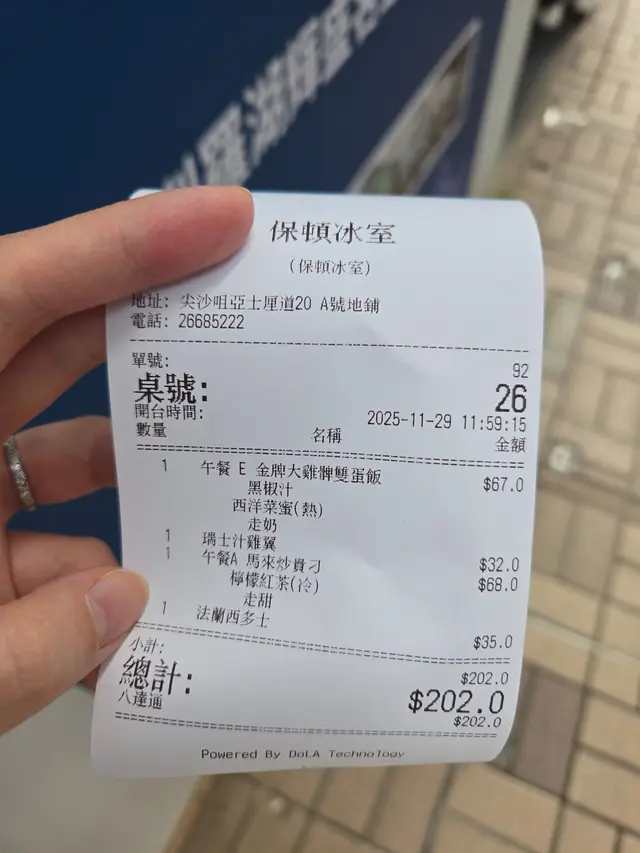 羅湖
保頓冰室
(保頓冰室)
地址: 尖沙咀亞士厘道20 A號地鋪
電話: 26685222
單號: 92
桌號: 26
開台時間: 2025-11-29 11:59:15
數量 名稱 金額
1 午餐 E 金牌大雞髀雙蛋飯 $67.0
黑椒汁
西洋菜蜜(熱)
走奶
1 瑞士汁雞翼 $32.0
1 午餐A 馬來炒貴刁 $68.0
檸檬紅茶(冷)
走甜
1 法蘭西多士 $35.0
小計: $202.0
總計: $202.0
八達通 $202.0
Powered By DoLA Technology